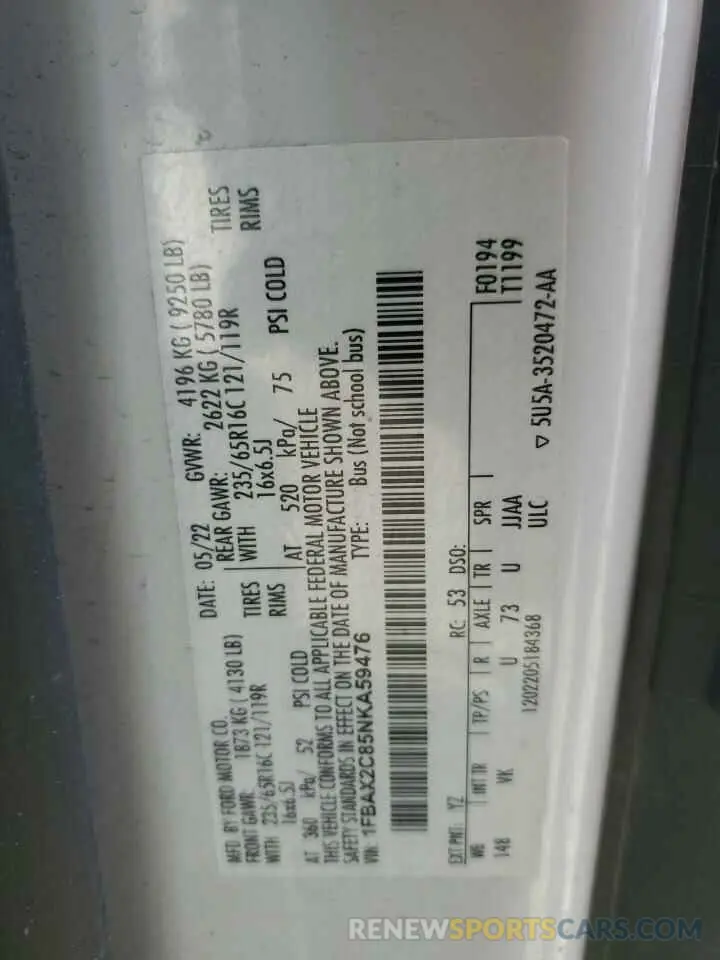 MFD. BY FORD MOTOR CO.
DATE: 05/22 GVWR: 4196 KG ( 9250 LB)
FRONT GAWR: 1873 KG ( 4130 LB)
REAR GAWR: 2622 KG ( 5780 LB)
WITH 235/65R16C 121/119R TIRES
WITH 235/65R16C 121/119R TIRES
16x6.5J RIMS
16x6.5J RIMS
AT 360 kPa/ 52 PSI COLD
AT 520 kPa/ 75 PSI COLD
THIS VEHICLE CONFORMS TO ALL APPLICABLE FEDERAL MOTOR VEHICLE
SAFETY STANDARDS IN EFFECT ON THE DATE OF MANUFACTURE SHOWN ABOVE.
VIN: 1FBAX2C85NKA59476
TYPE: Bus (Not school bus)
EXT PNT: YZ RC: 53 DSO:
WB INT TR TP/PS R AXLE TR SPR F0194
T1199
148 VK U 73 U JJAA
1202205184368 ULC
▽ 5U5A-3520472-AA
RENEWSPORTSCARS.COM